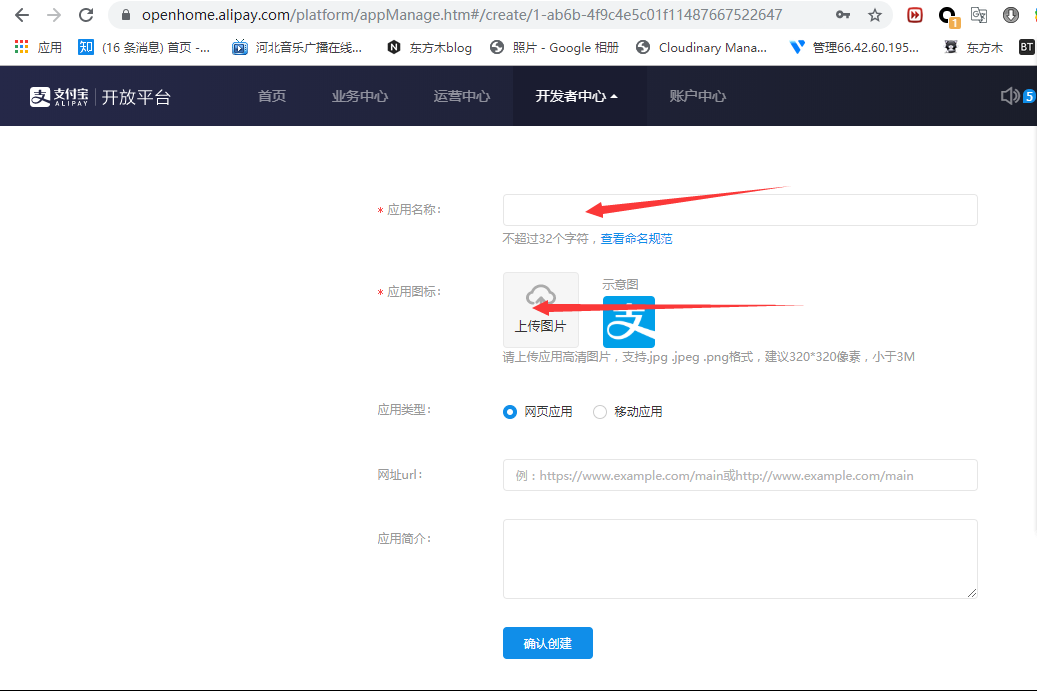 openhome.alipay.com/platform/appManage.htm#/create/1-ab6b-4f9c4e5c01f11487667522647
1
应用 知 (16 条消息) 首页 -... 河北音乐广播在线... N 东方木blog 照片 - Google 相册 Cloudinary Mana... 管理66.42.60.195... 东方木 BT
支 支付宝 ALIPAY 开放平台 首页 业务中心 运营中心 开发者中心 账户中心 5
* 应用名称:
不超过32个字符，查看命名规范
* 应用图标:
示意图
上传图片
支
请上传应用高清图片，支持.jpg .jpeg .png格式，建议320*320像素，小于3M
应用类型: 网页应用 移动应用
网址url: 例：https://www.example.com/main或http://www.example.com/main
应用简介:
确认创建